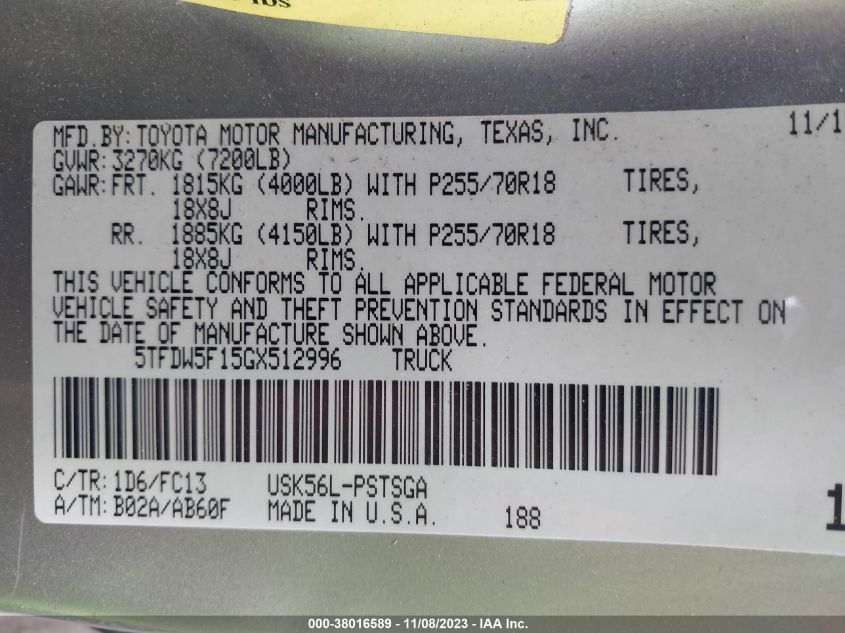 lbs
MFD.BY: TOYOTA MOTOR MANUFACTURING, TEXAS, INC. 11/1
GVWR: 3270KG (7200LB)
GAWR: FRT. 1815KG (4000LB) WITH P255/70R18 TIRES,
18X8J RIMS.
RR. 1885KG (4150LB) WITH P255/70R18 TIRES,
18X8J RIMS.
THIS VEHICLE CONFORMS TO ALL APPLICABLE FEDERAL MOTOR
VEHICLE SAFETY AND THEFT PREVENTION STANDARDS IN EFFECT ON
THE DATE OF MANUFACTURE SHOWN ABOVE.
5TFDW5F15GX512996 TRUCK
C/TR: 1D6/FC13 USK56L-PSTSGA
A/TM: B02A/AB60F MADE IN U.S.A. 188 1
000-38016589 - 11/08/2023 - IAA Inc.